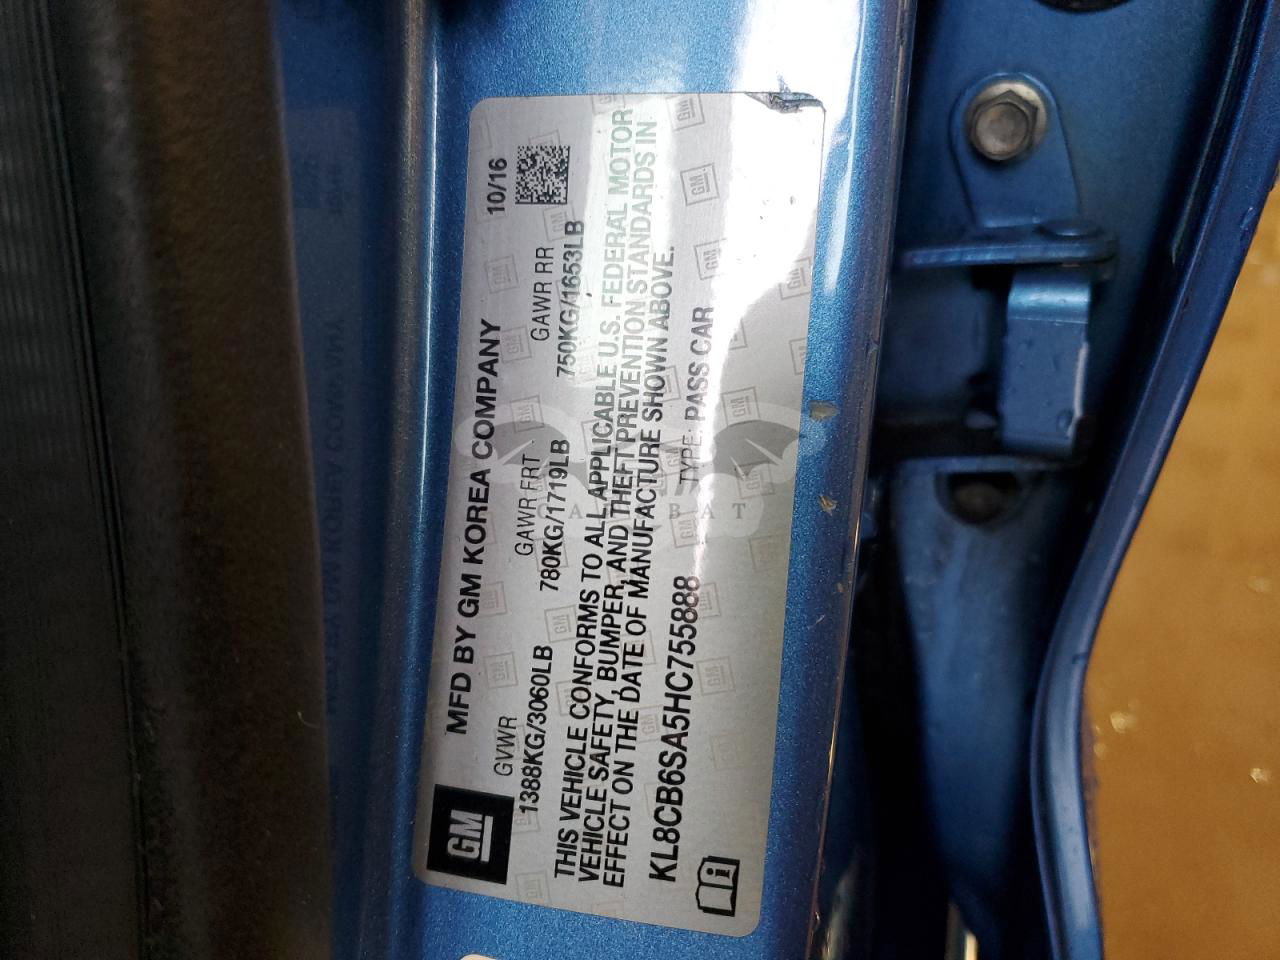 GM
MFD BY GM KOREA COMPANY 10/16
GVWR GAWR FRT GAWR RR
1388KG/3060LB 780KG/1719LB 750KG/1653LB
THIS VEHICLE CONFORMS TO ALL APPLICABLE U.S. FEDERAL MOTOR
VEHICLE SAFETY, BUMPER, AND THEFT PREVENTION STANDARDS IN
EFFECT ON THE DATE OF MANUFACTURE SHOWN ABOVE.
KL8CB6SA5HC755888 TYPE: PASS CAR